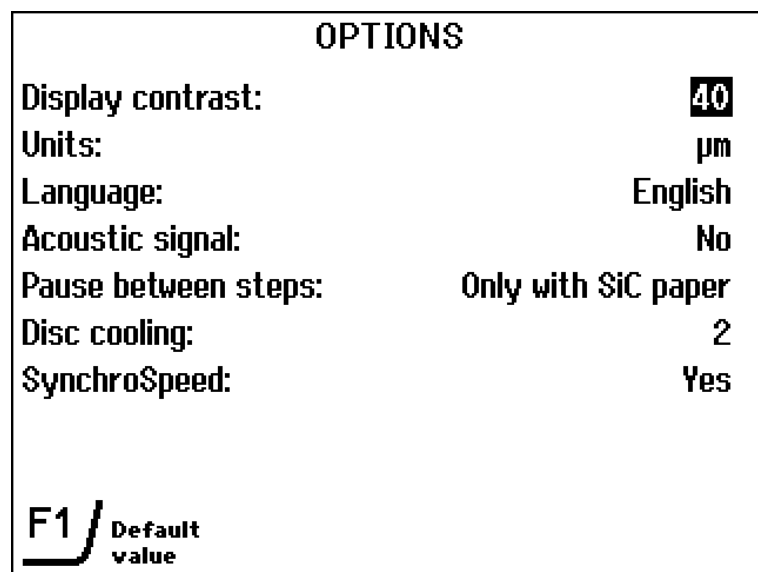 OPTIONS
Display contrast: 40
Units: µm
Language: English
Acoustic signal: No
Pause between steps: Only with SiC paper
Disc cooling: 2
SynchroSpeed: Yes
F1 Default
value